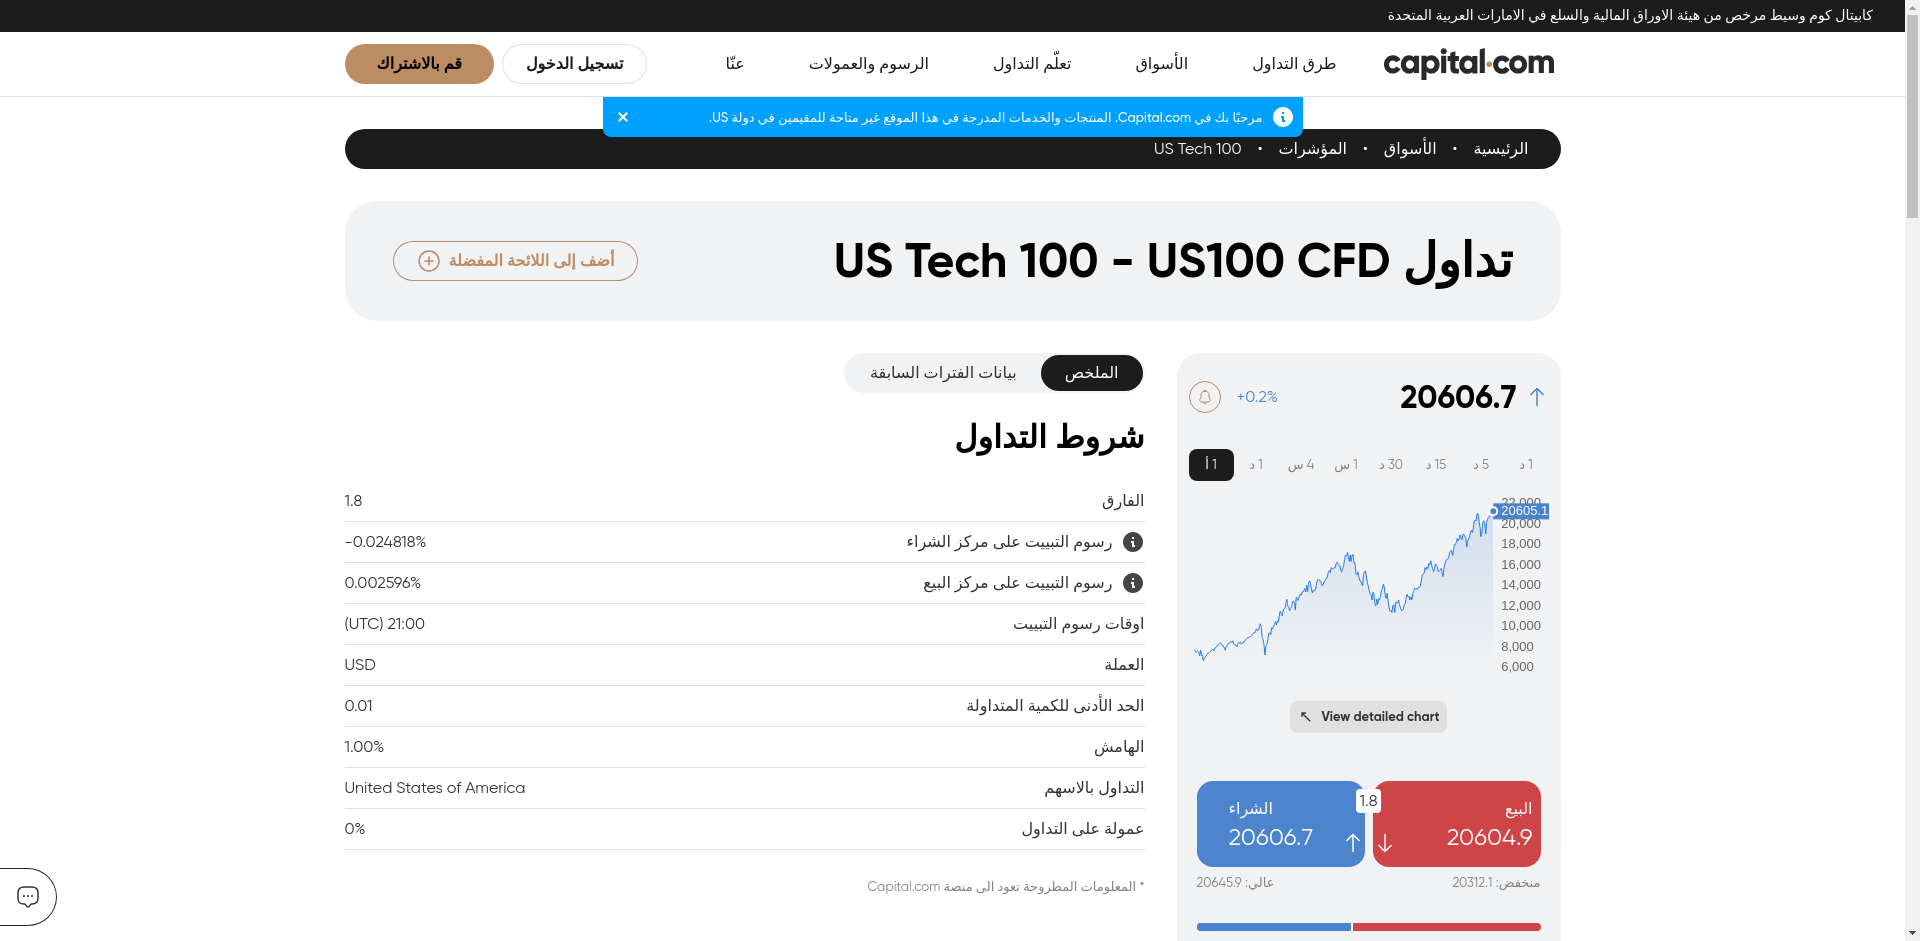 كابيتال كوم وسيط مرخص من هيئة الاوراق المالية والسلع في الامارات العربية المتحدة
capital.com
طرق التداول
الأسواق
تعلّم التداول
الرسوم والعمولات
عنّا
تسجيل الدخول
قم بالاشتراك
مرحبًا بك في Capital.com. المنتجات والخدمات المدرجة في هذا الموقع غير متاحة للمقيمين في دولة US.
الرئيسية • الأسواق • المؤشرات • US Tech 100
تداول US Tech 100 - US100 CFD
أضف إلى اللائحة المفضلة
20606.7
+0.2%
1 د
5 د
15 د
30 د
1 س
4 س
1 د
1 أ
22,000
20605.1
20,000
18,000
16,000
14,000
12,000
10,000
8,000
6,000
View detailed chart
البيع
20604.9
1.8
الشراء
20606.7
منخفض: 20312.1
عالي: 20645.9
الملخص
بيانات الفترات السابقة
شروط التداول
الفارق 1.8
رسوم التبييت على مركز الشراء -0.024818%
رسوم التبييت على مركز البيع 0.002596%
اوقات رسوم التبييت 21:00 (UTC)
العملة USD
الحد الأدنى للكمية المتداولة 0.01
الهامش 1.00%
التداول بالاسهم United States of America
عمولة على التداول 0%
* المعلومات المطروحة تعود الى منصة Capital.com